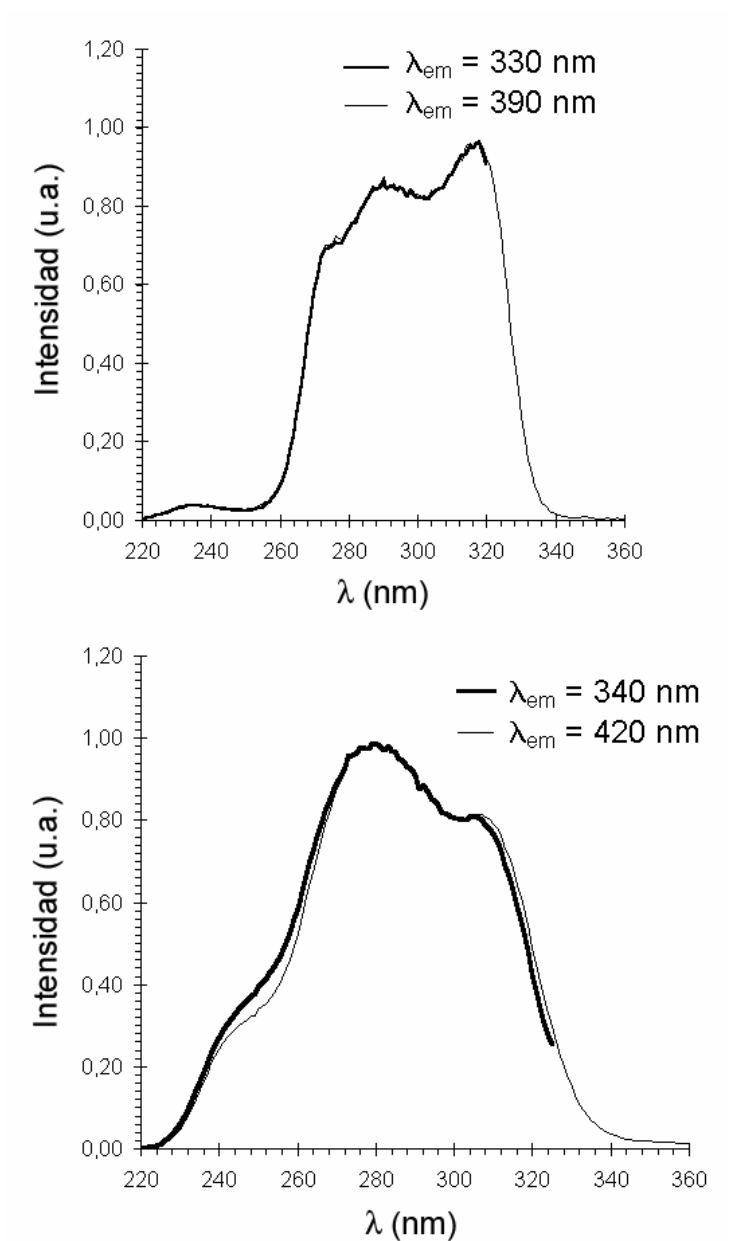 1,20
λem = 330 nm
λem = 390 nm
1,00
0,80
0,60
0,40
0,20
0,00
Intensidad (u.a.)
220 240 260 280 300 320 340 360
λ (nm)
1,20
λem = 340 nm
λem = 420 nm
1,00
0,80
0,60
0,40
0,20
0,00
Intensidad (u.a.)
220 240 260 280 300 320 340 360
λ (nm)